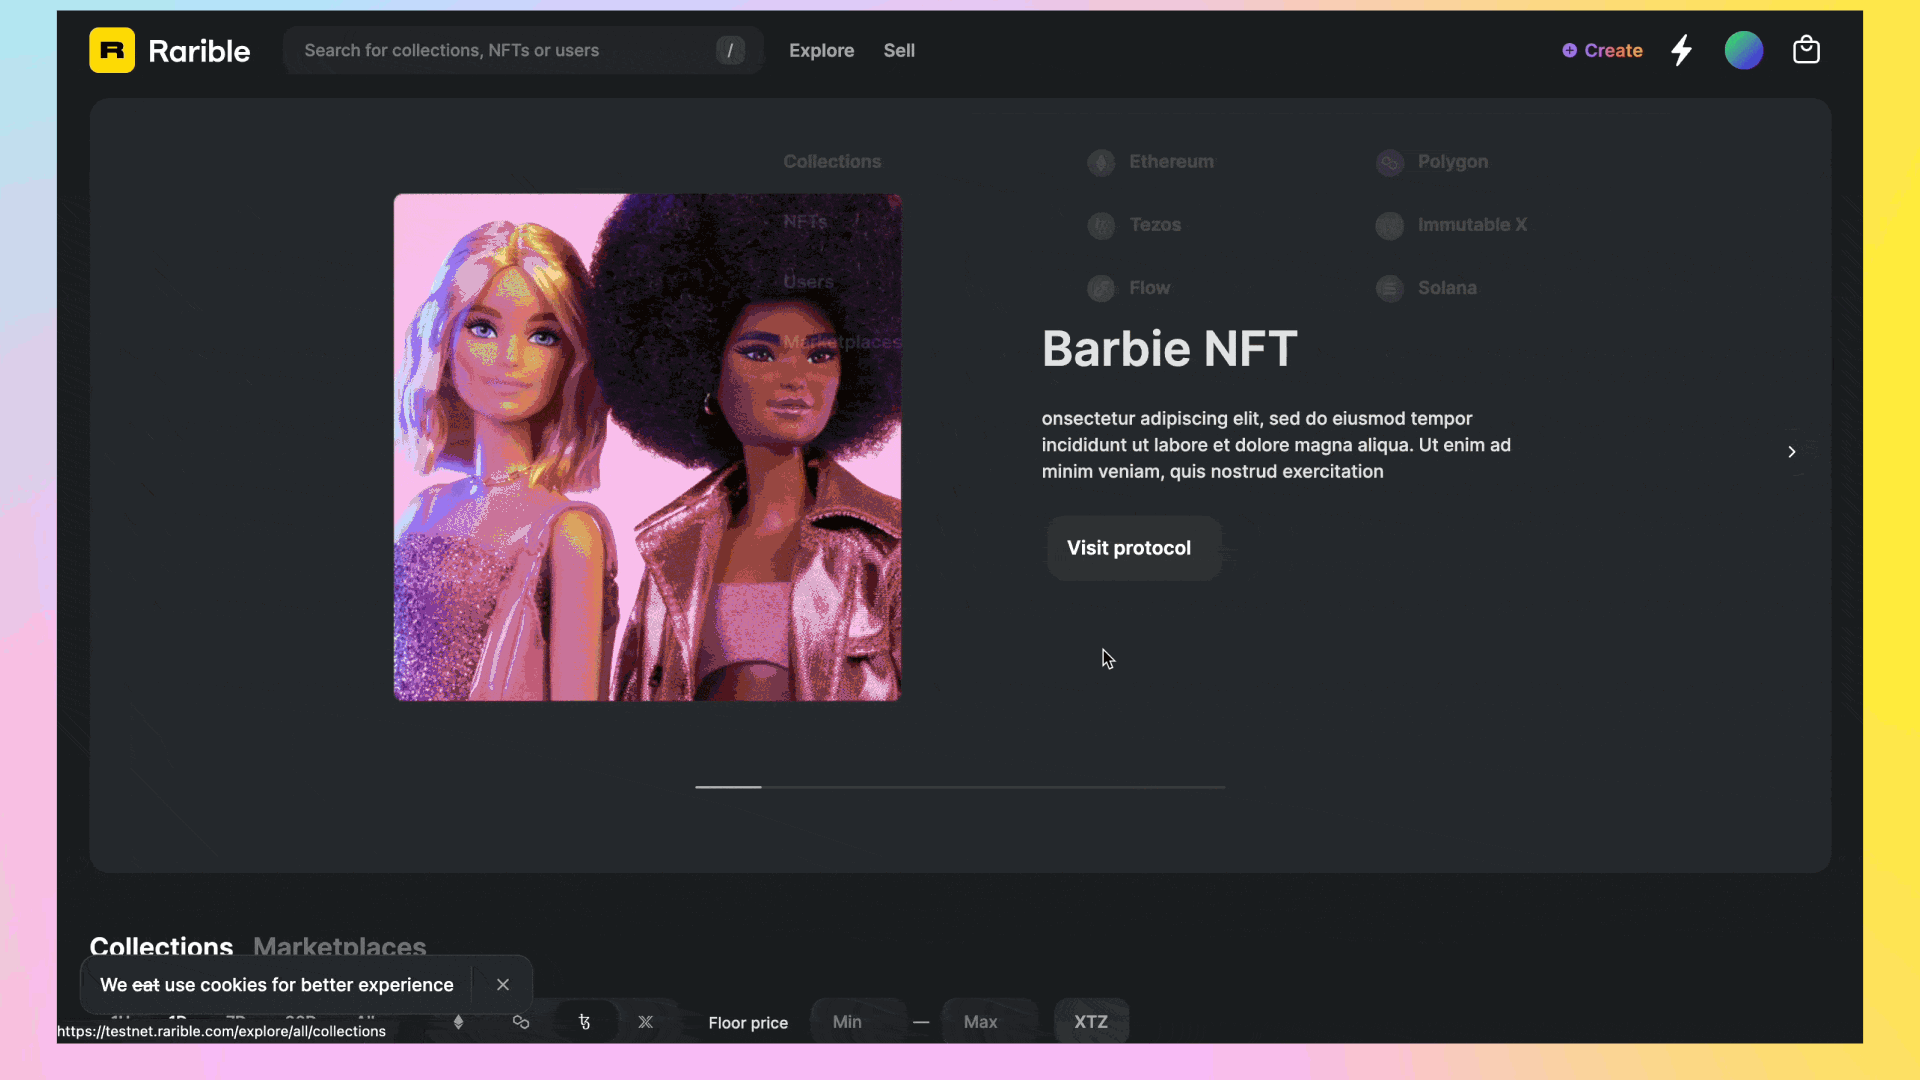 R Rarible
Search for collections, NFTs or users /
Explore
Sell
Create
Collections
NFTs
Users
Marketplaces
Ethereum
Polygon
Tezos
Immutable X
Flow
Solana
Barbie NFT
onsectetur adipiscing elit, sed do eiusmod tempor
incididunt ut labore et dolore magna aliqua. Ut enim ad
minim veniam, quis nostrud exercitation
Visit protocol
Collections
Marketplaces
We eat use cookies for better experience
Floor price
Min — Max
XTZ
https://testnet.rarible.com/explore/all/collections